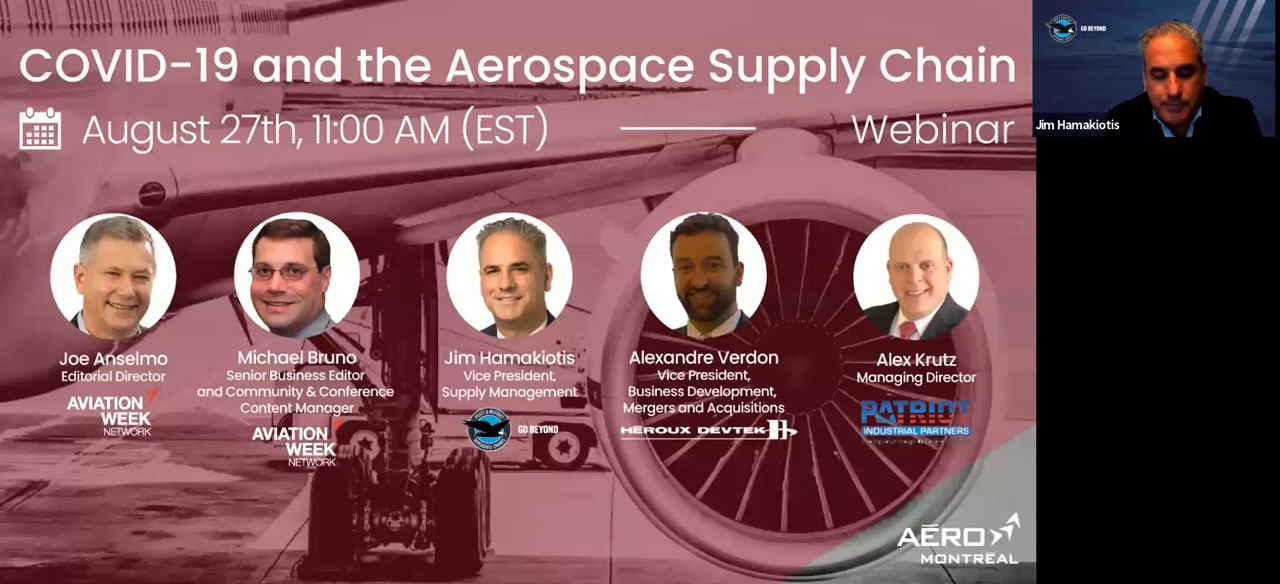 COVID-19 and the Aerospace Supply Chain
August 27th, 11:00 AM (EST)
Webinar
GO BEYOND
Jim Hamakiotis
Joe Anselmo
Editorial Director
AVIATION
WEEK
NETWORK
Michael Bruno
Senior Business Editor
and Community & Conference
Content Manager
AVIATION
WEEK
NETWORK
Jim Hamakiotis
Vice President,
Supply Management
GO BEYOND
Alexandre Verdon
Vice President,
Business Development,
Mergers and Acquisitions
HÉROUX DEVTEK
Alex Krutz
Managing Director
PATRIOT
INDUSTRIAL PARTNERS
AÉRO
MONTRÉAL